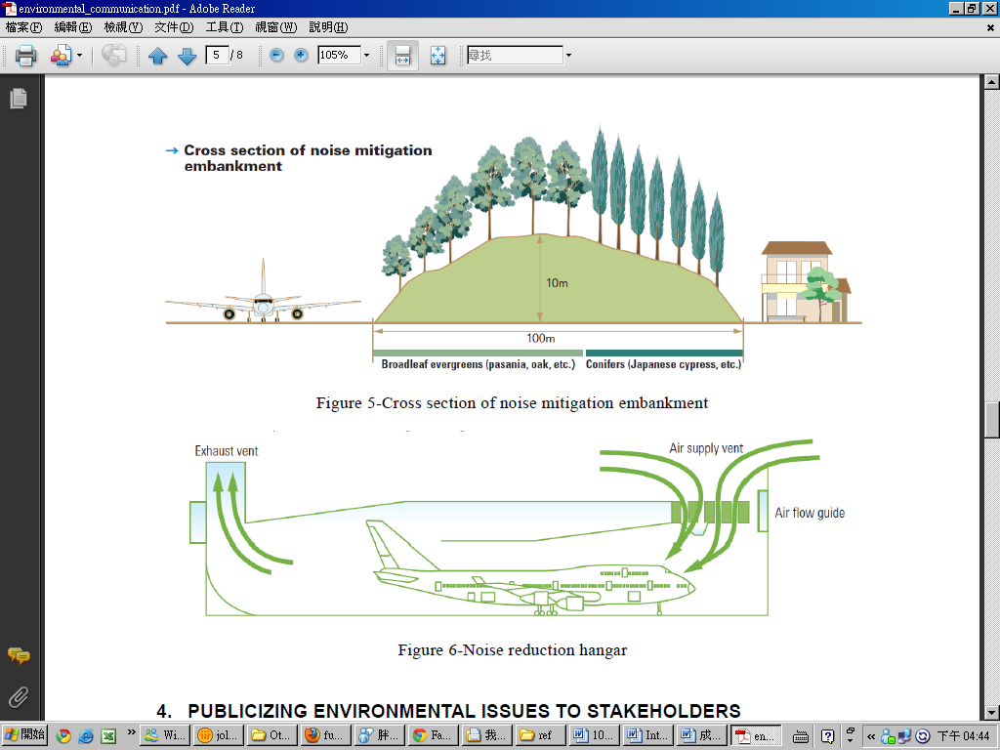 environmental_communication.pdf - Adobe Reader
檔案(F) 編輯(E) 檢視(V) 文件(D) 工具(T) 視窗(W) 說明(H)
5 / 8 105% 尋找
→ Cross section of noise mitigation
embankment
10m
100m
Broadleaf evergreens (pasania, oak, etc.) Conifers (Japanese cypress, etc.)
Figure 5-Cross section of noise mitigation embankment
Exhaust vent
Air supply vent
Air flow guide
Figure 6-Noise reduction hangar
4. PUBLICIZING ENVIRONMENTAL ISSUES TO STAKEHOLDERS
開始 » Wi... jol... Ot... fu... 胖... Fa... 我... ref 10... Int... 成... en... « 下午 04:44